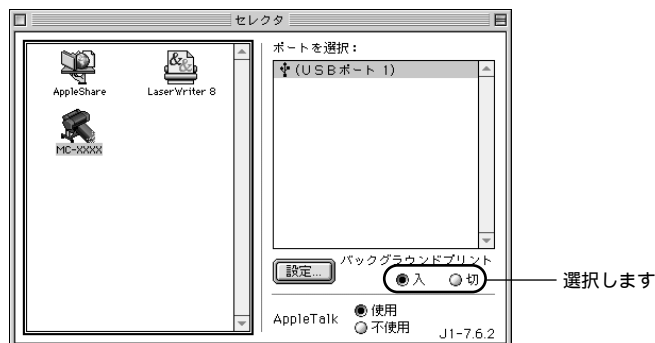 セレクタ
AppleShare
LaserWriter 8
MC-XXXX
ポートを選択：
(USBポート 1)
バックグラウンドプリント
設定...
入 切
選択します
AppleTalk
使用
不使用
J1-7.6.2